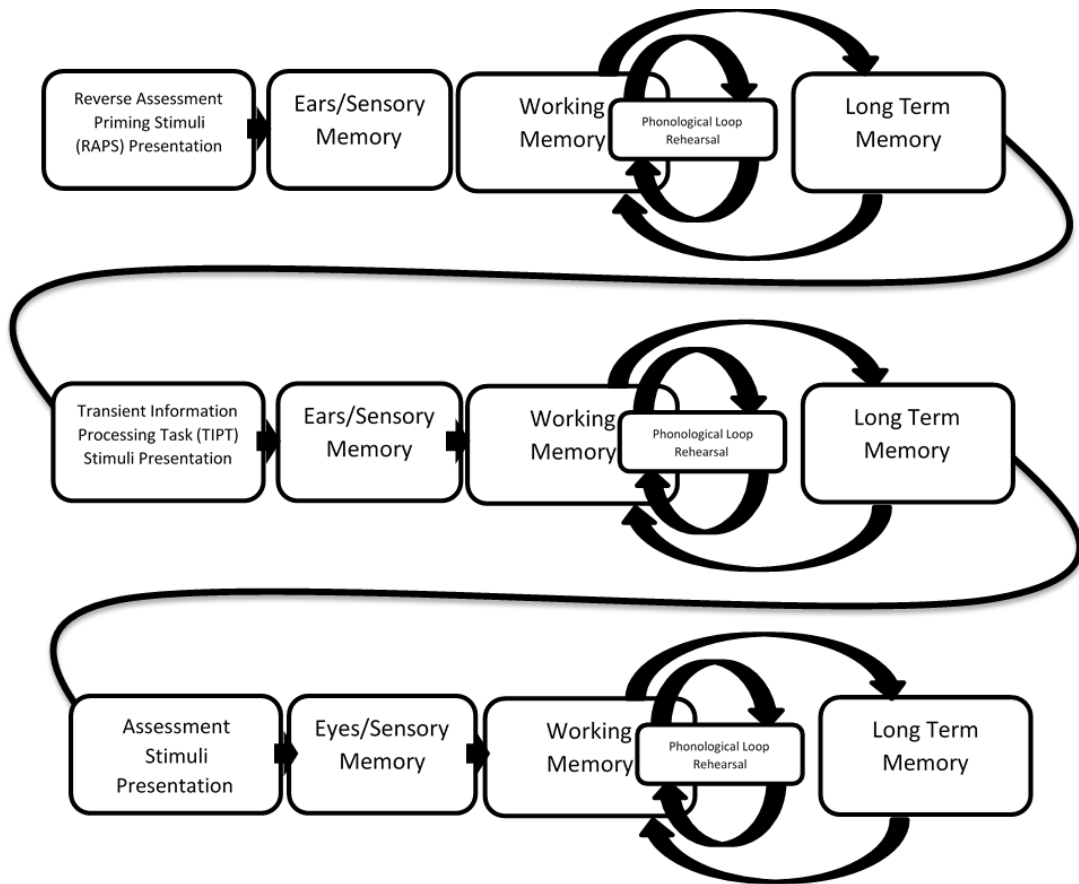 Reverse Assessment
Priming Stimuli
(RAPS) Presentation
Ears/Sensory
Memory
Working
Memory
Phonological Loop
Rehearsal
Long Term
Memory
Transient Information
Processing Task (TIPT)
Stimuli Presentation
Ears/Sensory
Memory
Working
Memory
Phonological Loop
Rehearsal
Long Term
Memory
Assessment
Stimuli
Presentation
Eyes/Sensory
Memory
Working
Memory
Phonological Loop
Rehearsal
Long Term
Memory